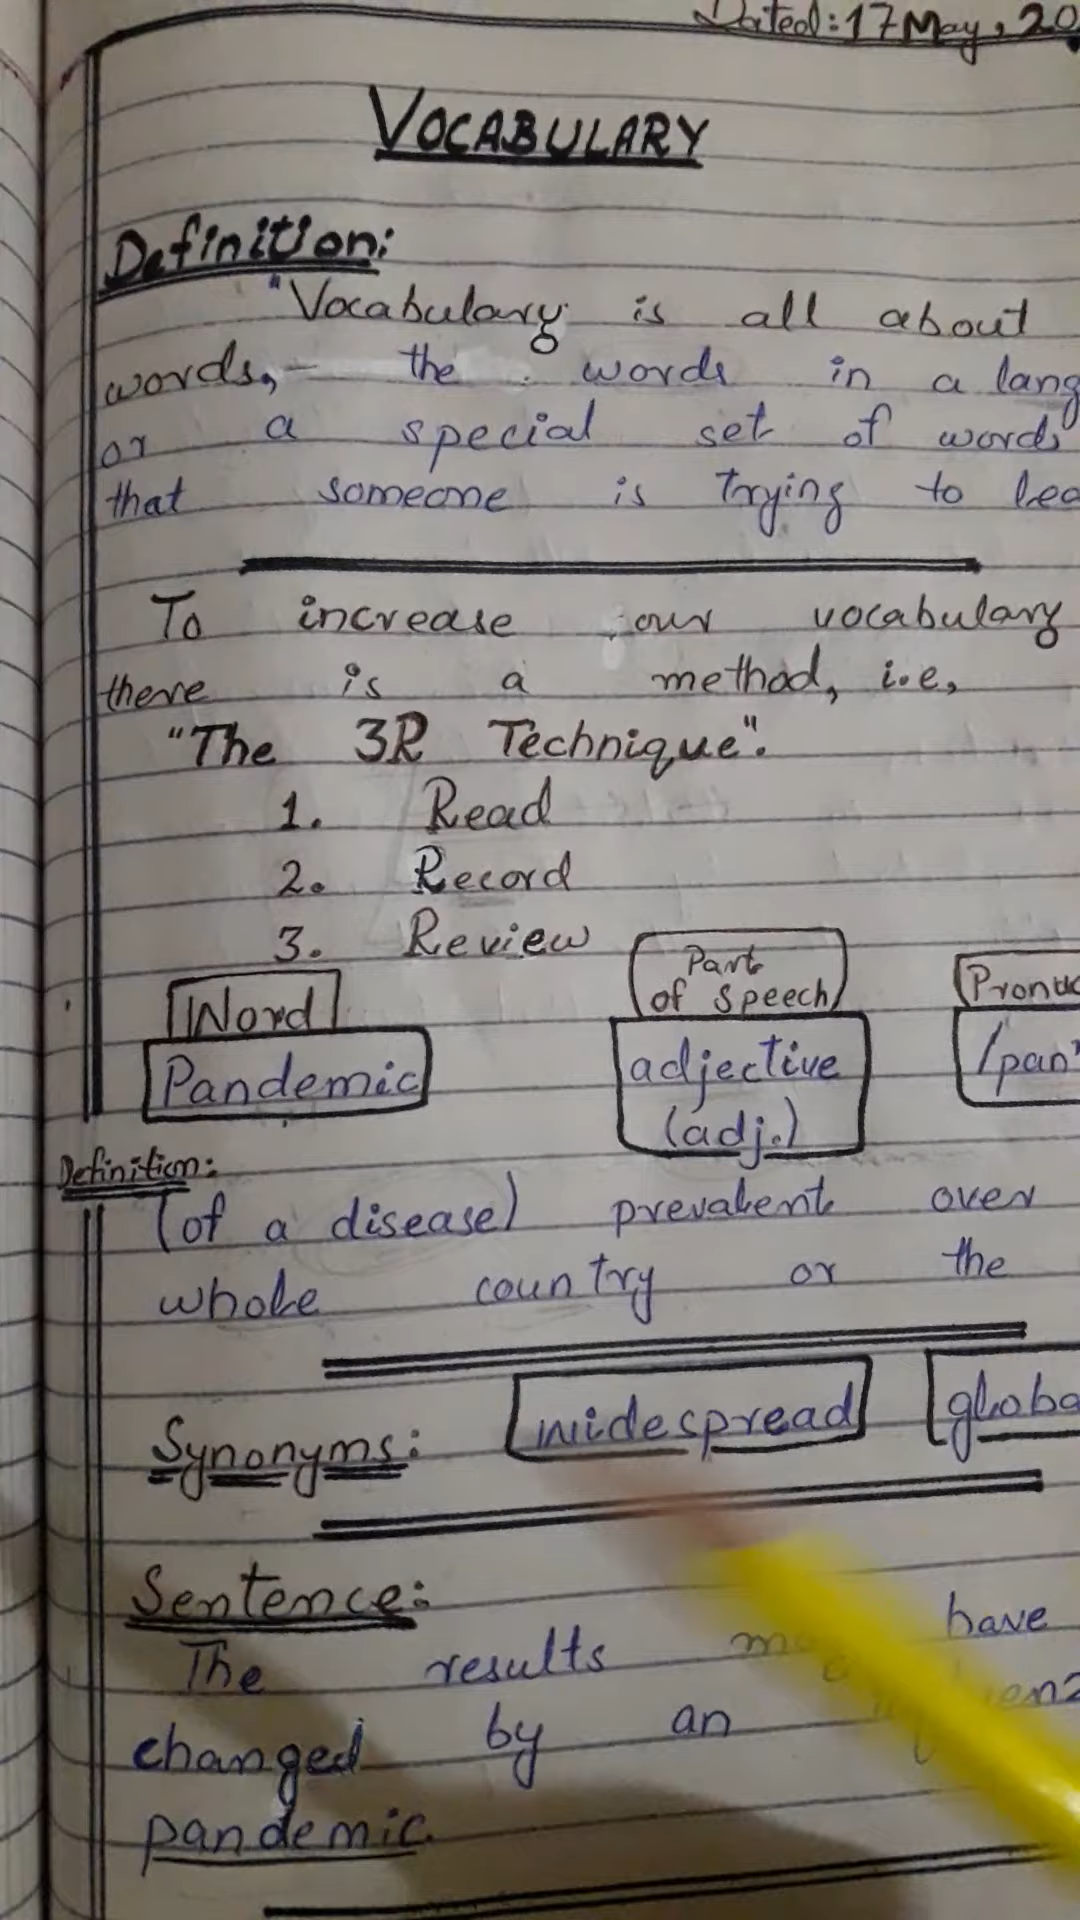 Dated: 17 May, 20
VOCABULARY
Definition:
"Vocabulary is all about
words, - the words in a lang
or a special set of words
that someone is trying to lea
To increase our vocabulary
there is a method, i.e,
"The 3R Technique".
1. Read
2. Record
3. Review
Word
Part
of speech
Pronu
Pandemic
adjective
(adj.)
/pan'
Definition:
(of a disease) prevalent over
whole country or the
Synonyms: widespread globa
Sentence:
The results have
changed by an
pandemic.